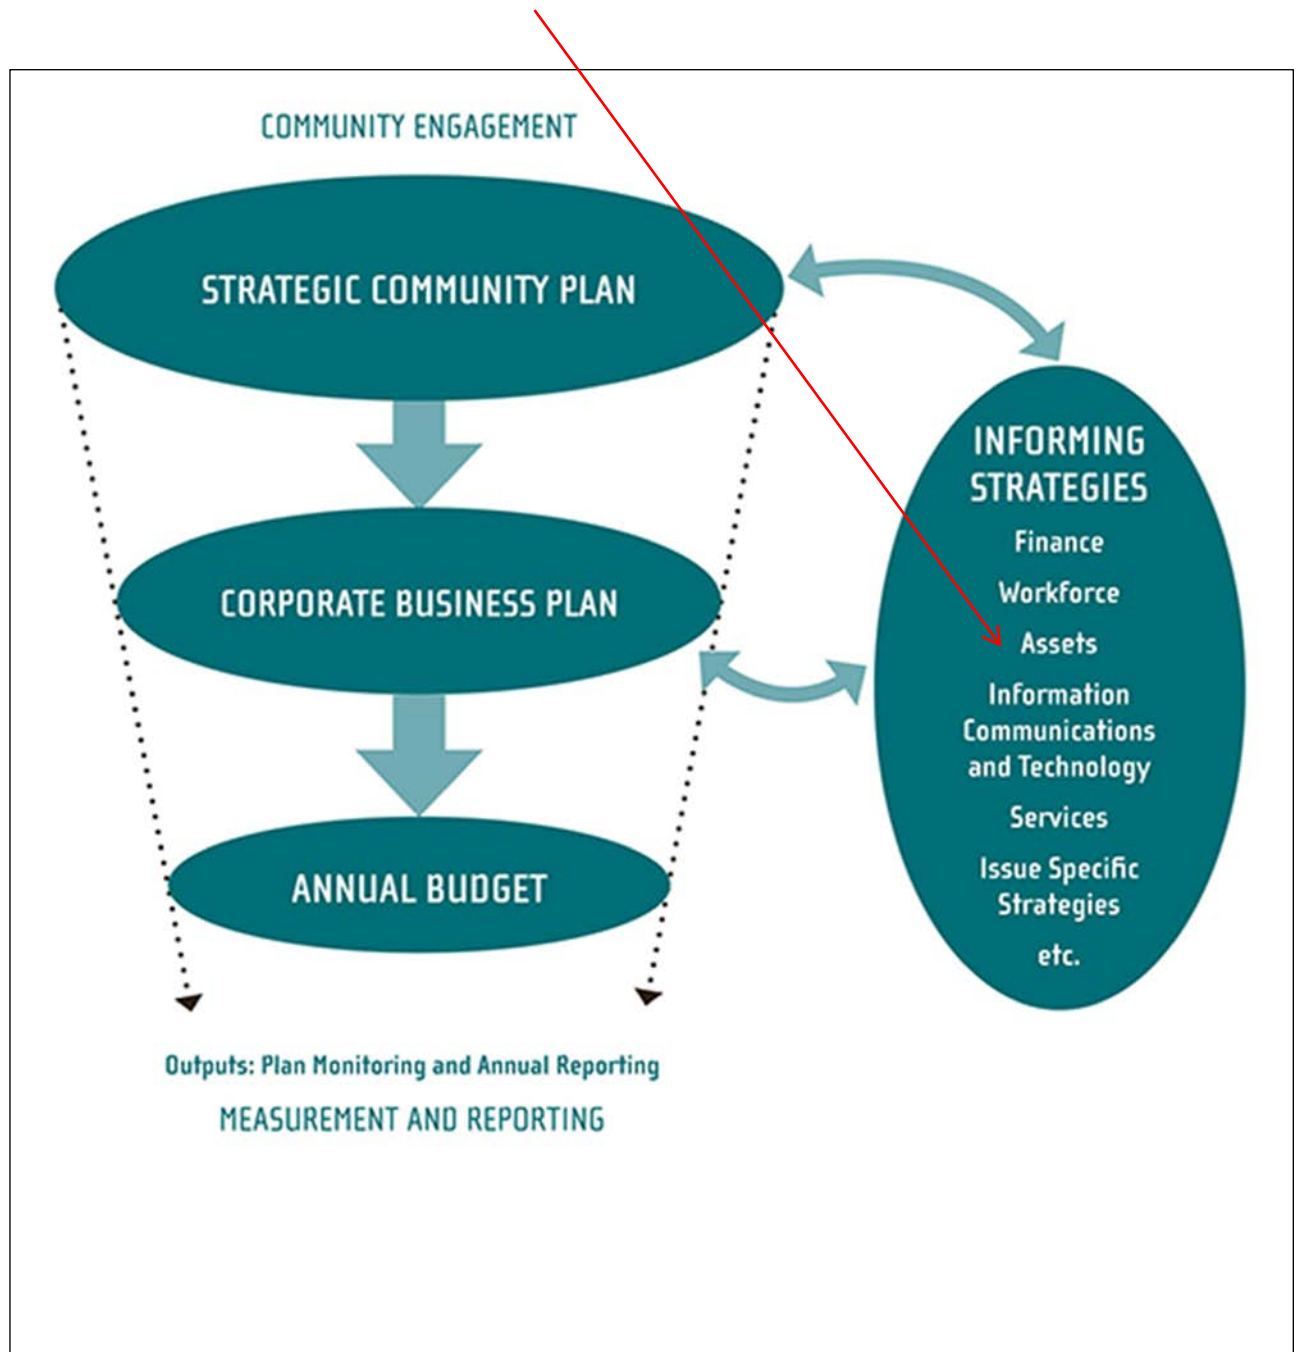 COMMUNITY ENGAGEMENT
STRATEGIC COMMUNITY PLAN
CORPORATE BUSINESS PLAN
ANNUAL BUDGET
Outputs: Plan Monitoring and Annual Reporting
MEASUREMENT AND REPORTING
INFORMING
STRATEGIES
Finance
Workforce
Assets
Information
Communications
and Technology
Services
Issue Specific
Strategies
etc.